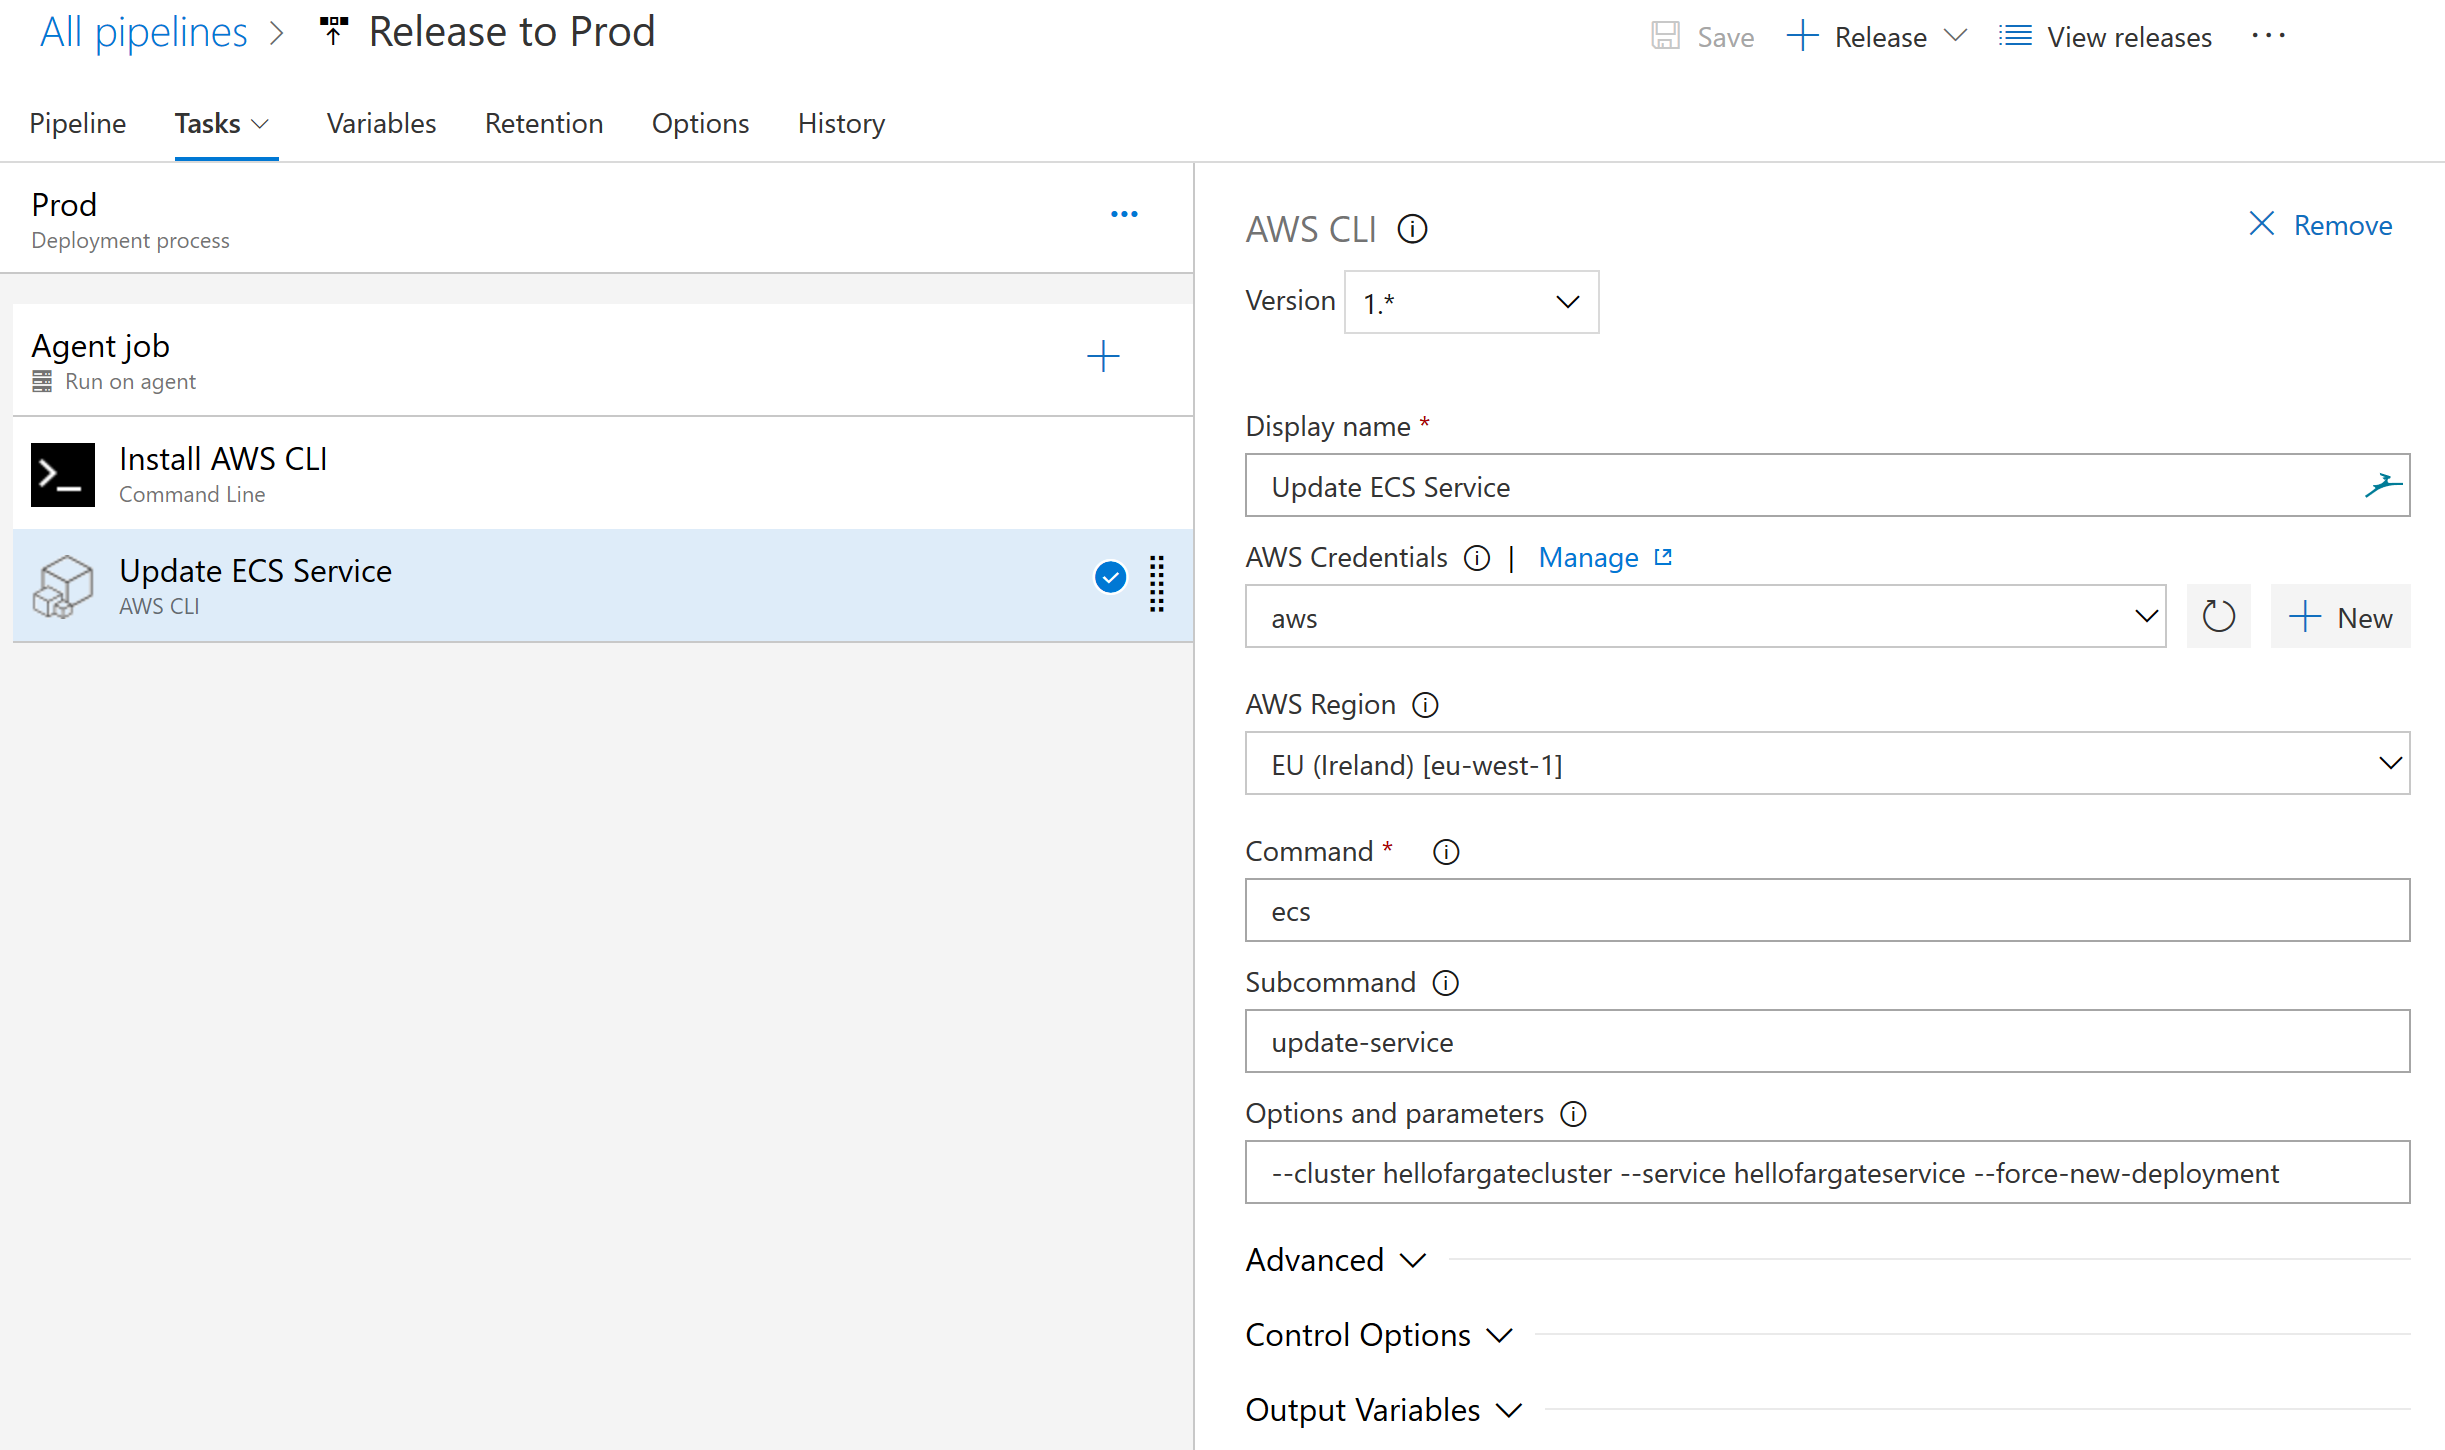 All pipelines > Release to Prod
Save + Release View releases ...
Pipeline Tasks Variables Retention Options History
Prod
Deployment process
Agent job
Run on agent
Install AWS CLI
Command Line
Update ECS Service
AWS CLI
AWS CLI
Remove
Version 1.*
Display name *
Update ECS Service
AWS Credentials | Manage
aws
New
AWS Region
EU (Ireland) [eu-west-1]
Command *
ecs
Subcommand
update-service
Options and parameters
--cluster hellofargatecluster --service hellofargateservice --force-new-deployment
Advanced
Control Options
Output Variables